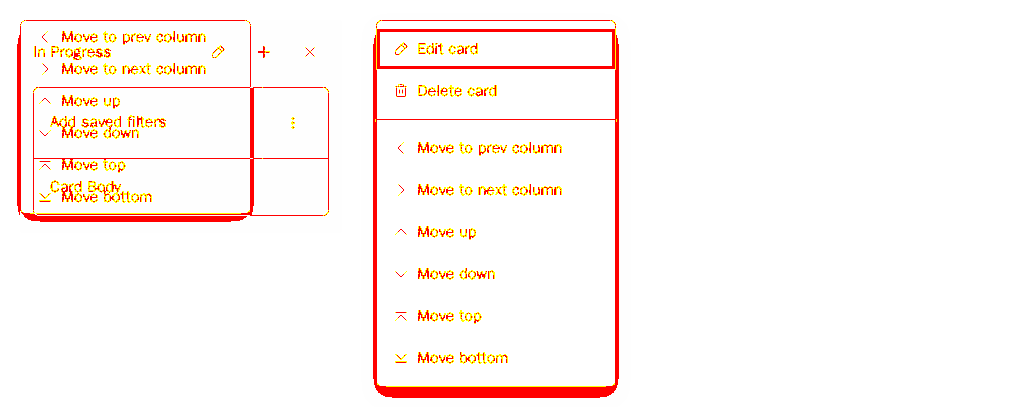 Move to prev column
In Progress
Move to next column
Move up
Add saved filters
Move down
Move top
Card Body
Move bottom
Edit card
Delete card
Move to prev column
Move to next column
Move up
Move down
Move top
Move bottom